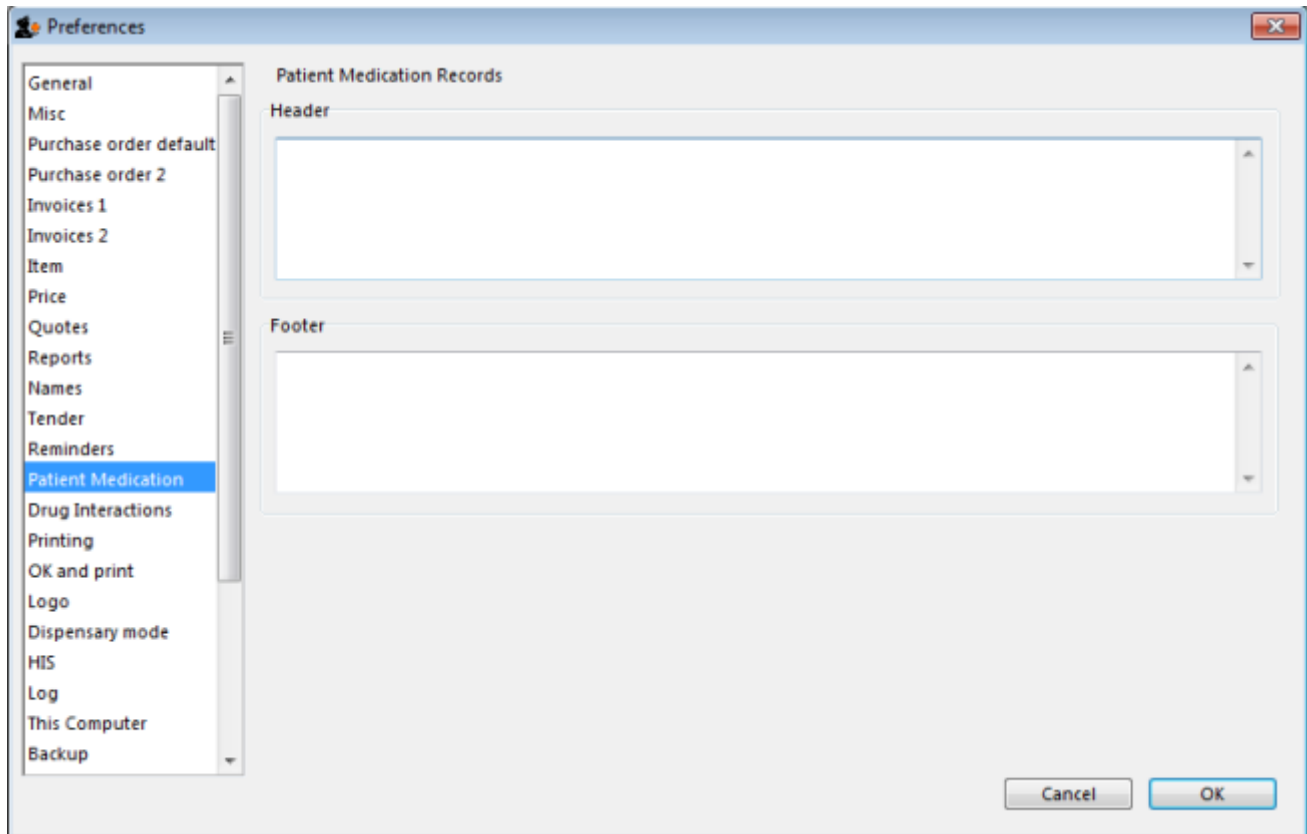 Preferences
General
Misc
Purchase order default
Purchase order 2
Invoices 1
Invoices 2
Item
Price
Quotes
Reports
Names
Tender
Reminders
Patient Medication
Drug Interactions
Printing
OK and print
Logo
Dispensary mode
HIS
Log
This Computer
Backup
Patient Medication Records
Header
Footer
Cancel
OK